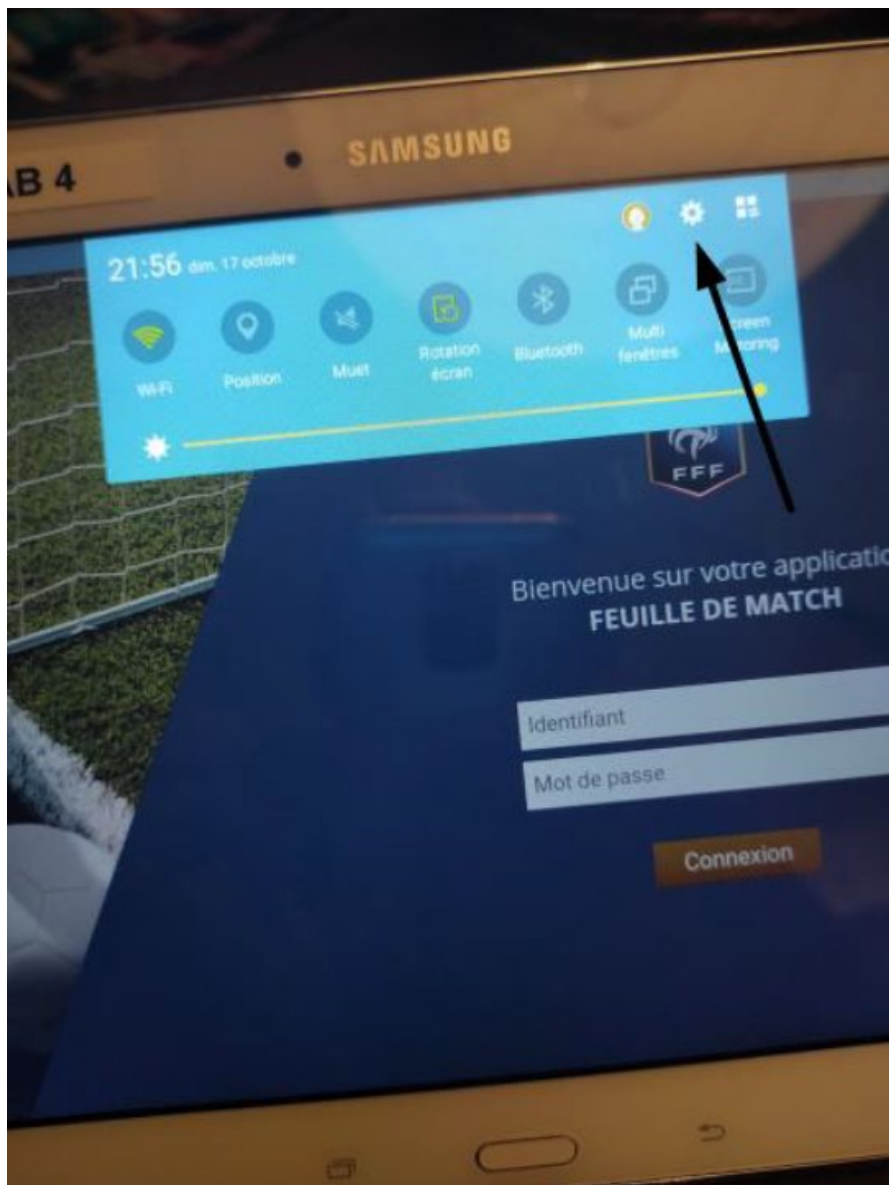 SAMSUNG
AB 4
21:56 dim. 17 octobre
Wi-Fi
Position
Muet
Rotation
écran
Bluetooth
Multi
fenêtres
Screen
Mirroring
FFF
Bienvenue sur votre applicatio
FEUILLE DE MATCH
Identifiant
Mot de passe
Connexion